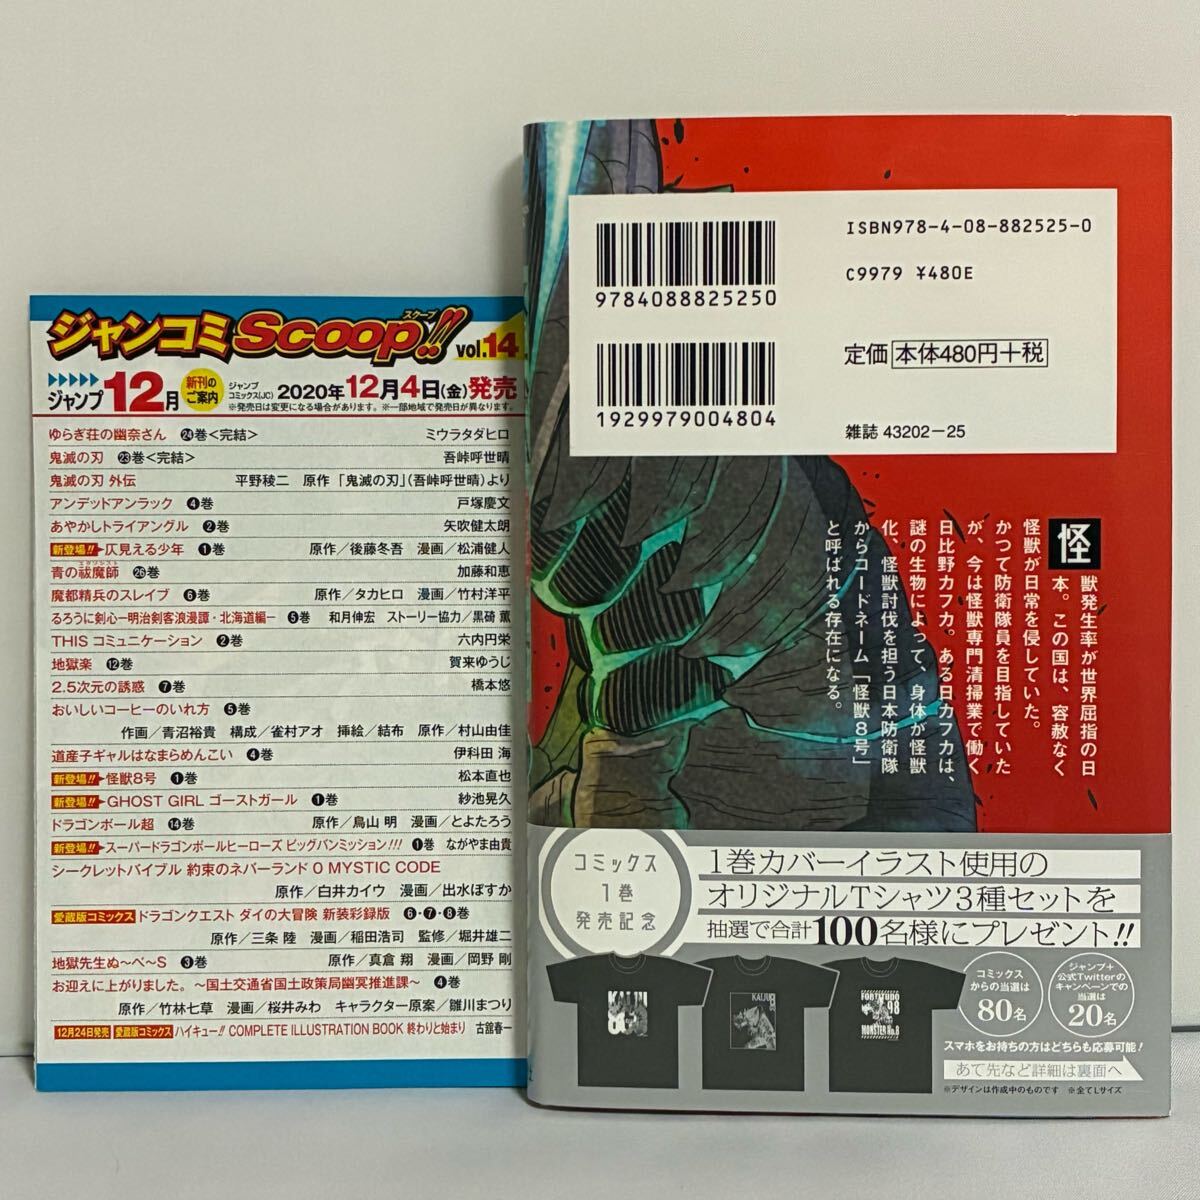 ジャンコミScoop!! vol.14
スクープ
ジャンプ12月 新刊のご案内 ジャンプコミックス(JC) 2020年12月4日(金)発売
※発売日は変更になる場合があります。※一部地域で発売日が異なります。
ゆらぎ荘の幽奈さん ㉔巻<完結> ミウラタダヒロ
鬼滅の刃 ㉓巻<完結> 吾峠呼世晴
鬼滅の刃 外伝 平野稜二 原作「鬼滅の刃」(吾峠呼世晴)より
アンデッドアンラック ❹巻 戸塚慶文
あやかしトライアングル ❷巻 矢吹健太朗
新登場!! 仄見える少年 ❶巻 原作/後藤冬吾 漫画/松浦健人
青の祓魔師 ㉖巻 加藤和恵
エクソシスト
魔都精兵のスレイブ ❻巻 原作/タカヒロ 漫画/竹村洋平
るろうに剣心─明治剣客浪漫譚・北海道編─ ❺巻 和月伸宏 ストーリー協力/黒碕 薫
THIS コミュニケーション ❷巻 六内円栄
地獄楽 ⓬巻 賀来ゆうじ
2.5次元の誘惑 ❼巻 橋本悠
おいしいコーヒーのいれ方 ❺巻
作画/青沼裕貴 構成/雀村アオ 挿絵/結布 原作/村山由佳
道産子ギャルはなまらめんこい ❹巻 伊科田 海
新登場!! 怪獣8号 ❶巻 松本直也
新登場!! GHOST GIRL ゴーストガール ❶巻 紗池晃久
ドラゴンボール超 ⓮巻 原作/鳥山 明 漫画/とよたろう
新登場!! スーパードラゴンボールヒーローズ ビッグバンミッション!!! ❶巻 ながやま由貴
シークレットバイブル 約束のネバーランド 0 MYSTIC CODE
原作/白井カイウ 漫画/出水ぽすか
愛蔵版コミックス ドラゴンクエスト ダイの大冒険 新装彩録版 ❻・❼・❽巻
原作/三条 陸 漫画/稲田浩司 監修/堀井雄二
地獄先生ぬ～べ～S ❸巻 原作/真倉 翔 漫画/岡野 剛
お迎えに上がりました。～国土交通省国土政策局幽冥推進課～ ❹巻
原作/竹林七草 漫画/桜井みわ キャラクター原案/雛川まつり
12月24日発売 愛蔵版コミックス ハイキュー!! COMPLETE ILLUSTRATION BOOK 終わりと始まり 古舘春一
9784088825250
1929979004804
ISBN978-4-08-882525-0
C9979 ¥480E
定価 本体480円+税
雑誌 43202-25
怪獣発生率が世界屈指の日
本。この国は、容赦なく
怪獣が日常を侵していた。
かつて防衛隊員を目指していた
が、今は怪獣専門清掃業で働く
日比野カフカ。ある日カフカは、
謎の生物によって、身体が怪獣
化、怪獣討伐を担う日本防衛隊
からコードネーム「怪獣8号」
と呼ばれる存在になる。
コミックス
1巻
発売記念
1巻カバーイラスト使用の
オリジナルTシャツ3種セットを
抽選で合計100名様にプレゼント!!
KAIJU
KAIJU
FORTITUDO
98
MONSTER No.8
コミックス
からの当選は
80名
ジャンプ+
公式Twitterの
キャンペーンでの
当選は
20名
スマホをお持ちの方はどちらも応募可能!
あて先など詳細は裏面へ
※デザインは作成中のものです ※全てLサイズ